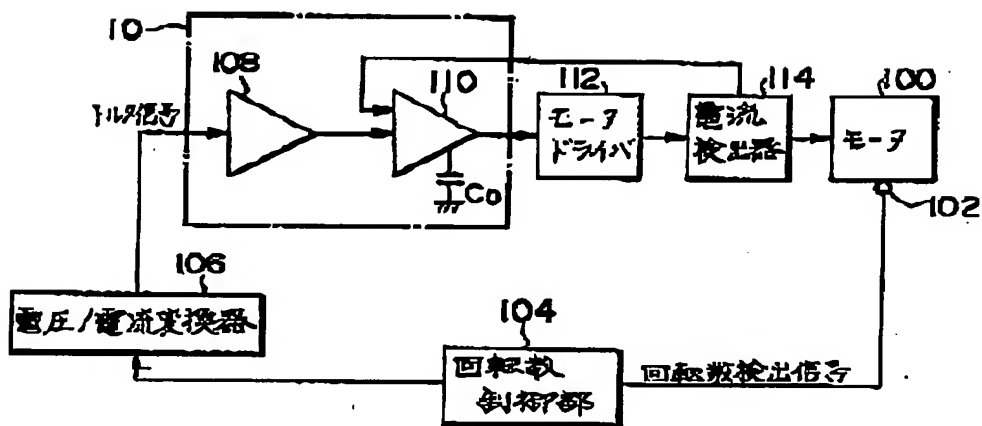 10
108
110
112
114
100
トルク信号
モータ
ドライバ
電流
検出器
モータ
Co
102
106
電圧/電流変換器
104
回転数
制御部
回転数検出信号